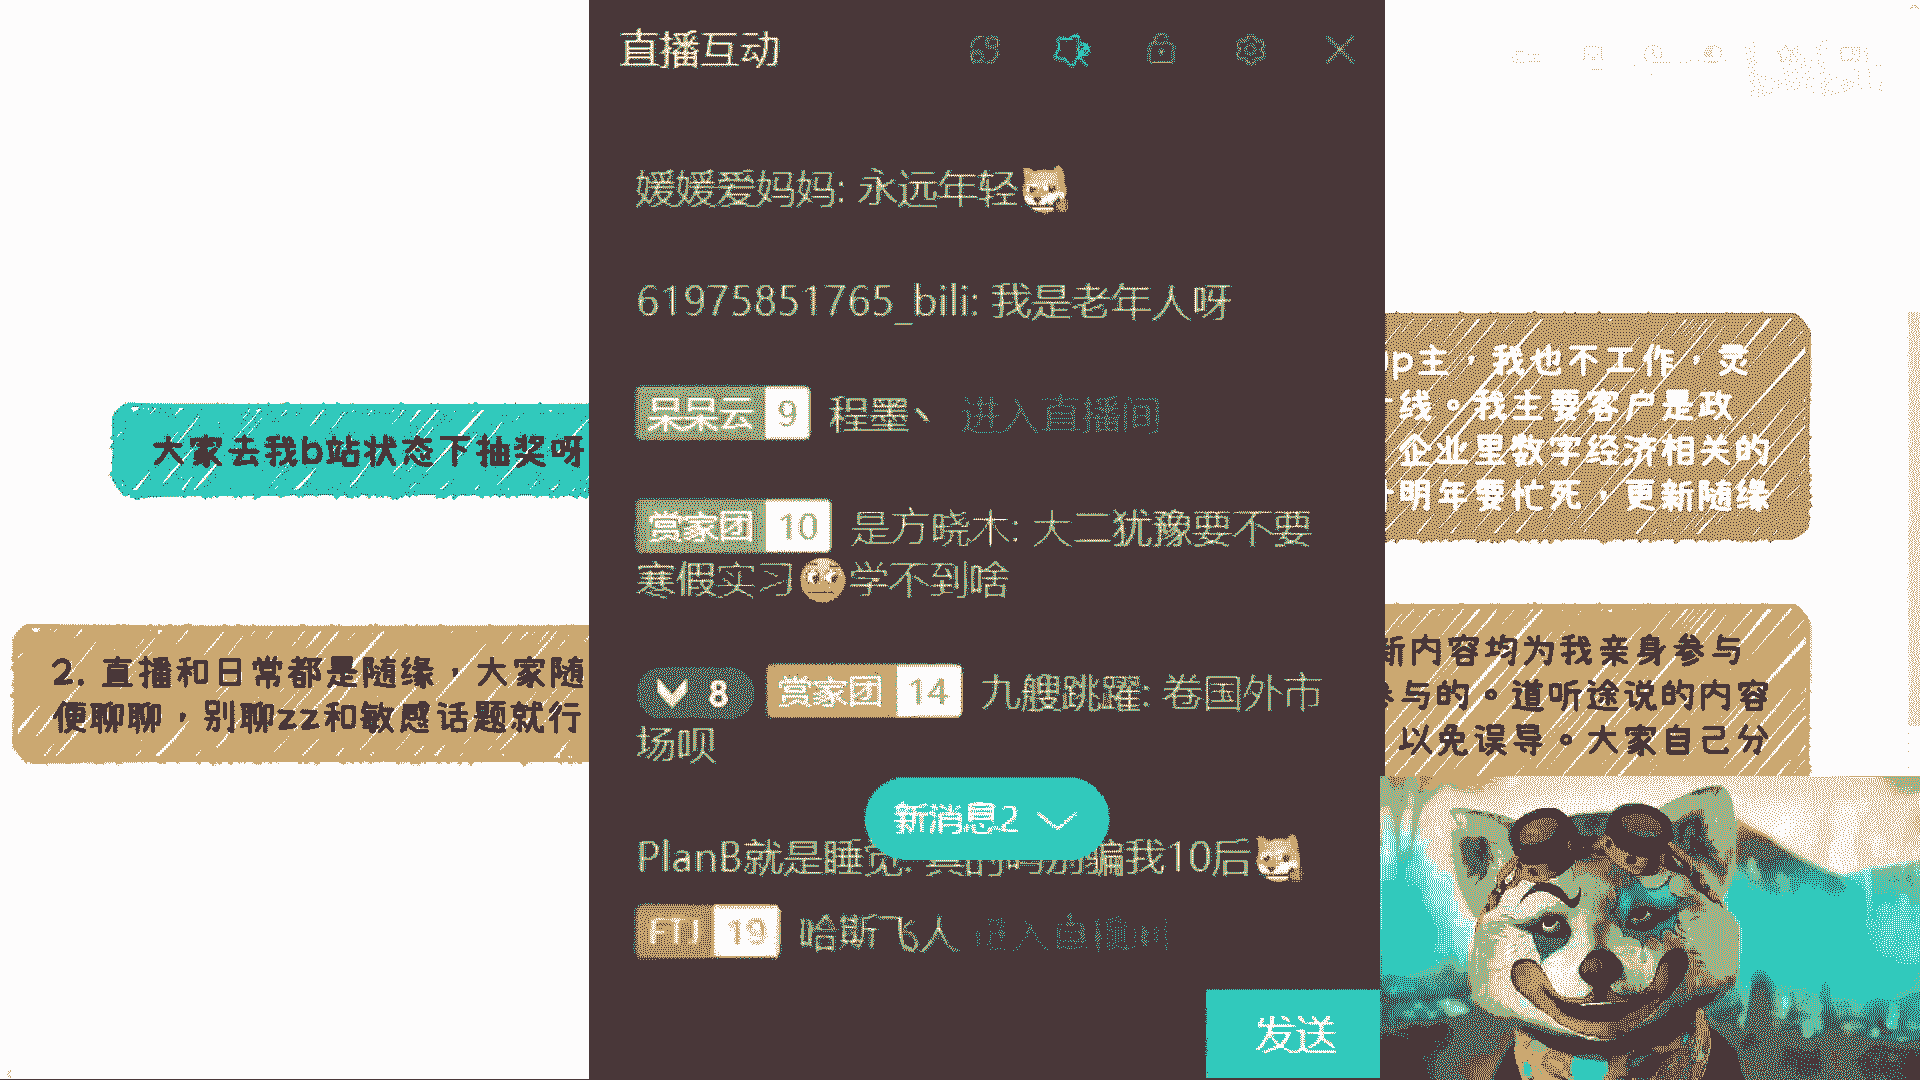 直播互动
媛媛爱妈妈: 永远年轻
61975851765_bili: 我是老年人呀
呆呆云 9 程墨丶 进入直播间
赏家团 10 是方晓木: 大二犹豫要不要
寒假实习 学不到啥
8 赏家团 14 九艘跳躍: 卷国外市
场呗
新消息2
PlanB就是睡觉: 真的吗别骗我10后
FTJ 19 哈斯飞人 进入直播间
发送
大家去我b站状态下抽奖呀
2. 直播和日常都是随缘，大家随
便聊聊，别聊zz和敏感话题就行
up主，我也不工作，灵
线。我主要客户是政
企业里数字经济相关的
明年要忙死，更新随缘
新内容均为我亲身参与
参与的。道听途说的内容
以免误导。大家自己分